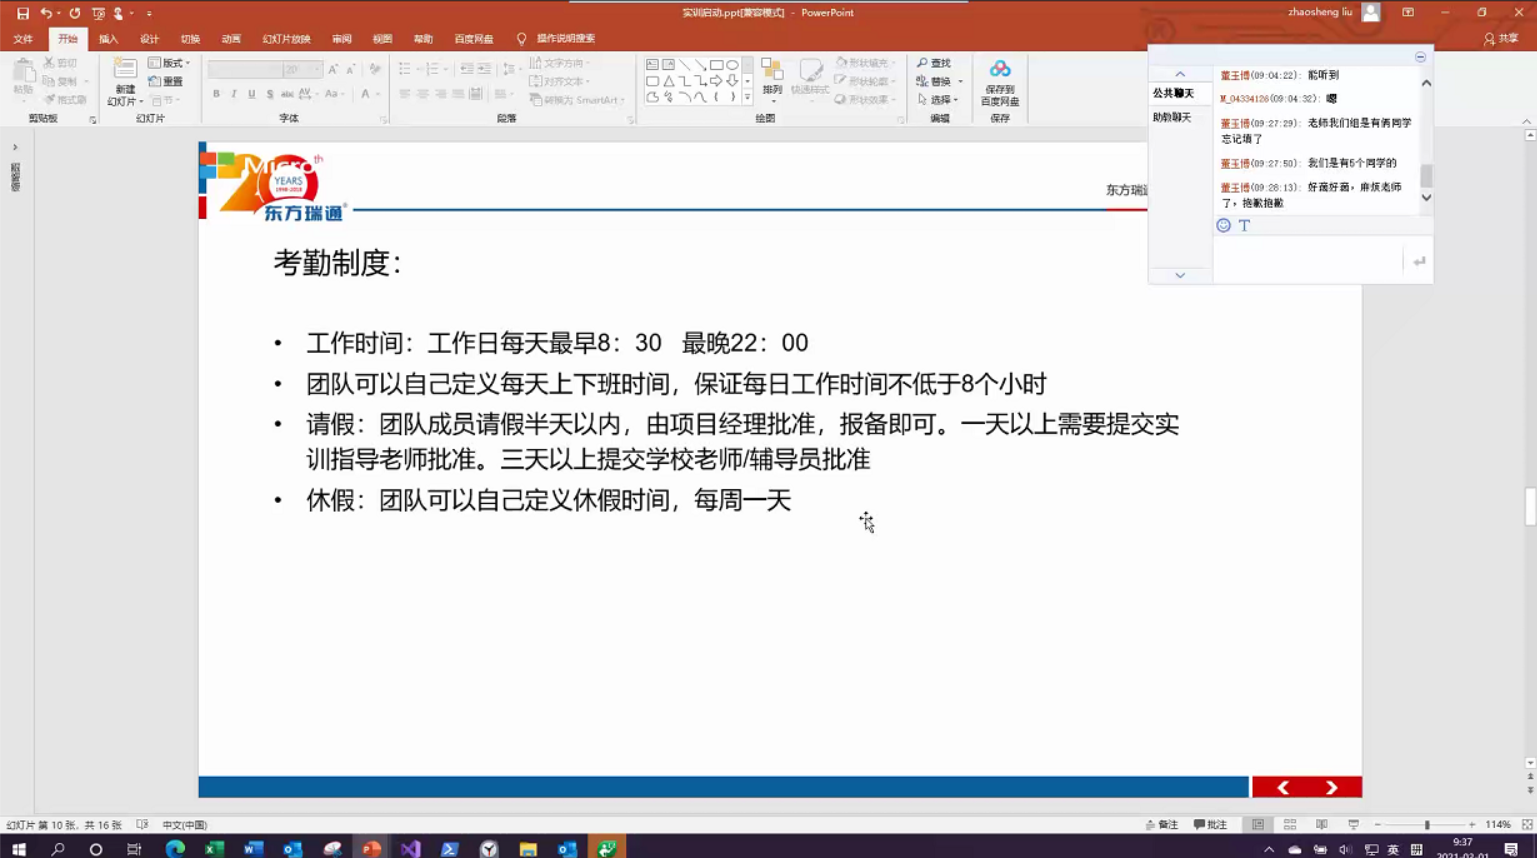 实训启动.ppt[兼容模式] - PowerPoint
zhaosheng liu
文件 开始 插入 设计 切换 动画 幻灯片放映 审阅 视图 帮助 百度网盘 操作说明搜索
共享
粘贴 剪切 复制 格式刷
新建幻灯片 版式 重置 节
20
B I U S abc AV Aa A
文字方向 对齐文本 转换为 SmartArt
排列 快速样式 形状填充 形状轮廓 形状效果
查找 替换 选择
保存到
百度网盘
剪贴板 幻灯片 字体 段落 绘图 编辑 保存
公共聊天
助教聊天
董玉博(09:04:22): 能听到
M_04334126(09:04:32): 嗯
董玉博(09:27:29): 老师我们组是有俩同学
忘记填了
董玉博(09:27:50): 我们是有5个同学的
董玉博(09:28:13): 好滴好滴，麻烦老师
了，抱歉抱歉
T
Micro
20 th
YEARS
1998-2018
东方瑞通®
东方瑞
考勤制度：
• 工作时间：工作日每天最早8：30 最晚22：00
• 团队可以自己定义每天上下班时间，保证每日工作时间不低于8个小时
• 请假：团队成员请假半天以内，由项目经理批准，报备即可。一天以上需要提交实
训指导老师批准。三天以上提交学校老师/辅导员批准
• 休假：团队可以自己定义休假时间，每周一天
幻灯片 第 10 张，共 16 张 中文(中国)
备注 批注 114%
英 拼 9:37
2021-03-01